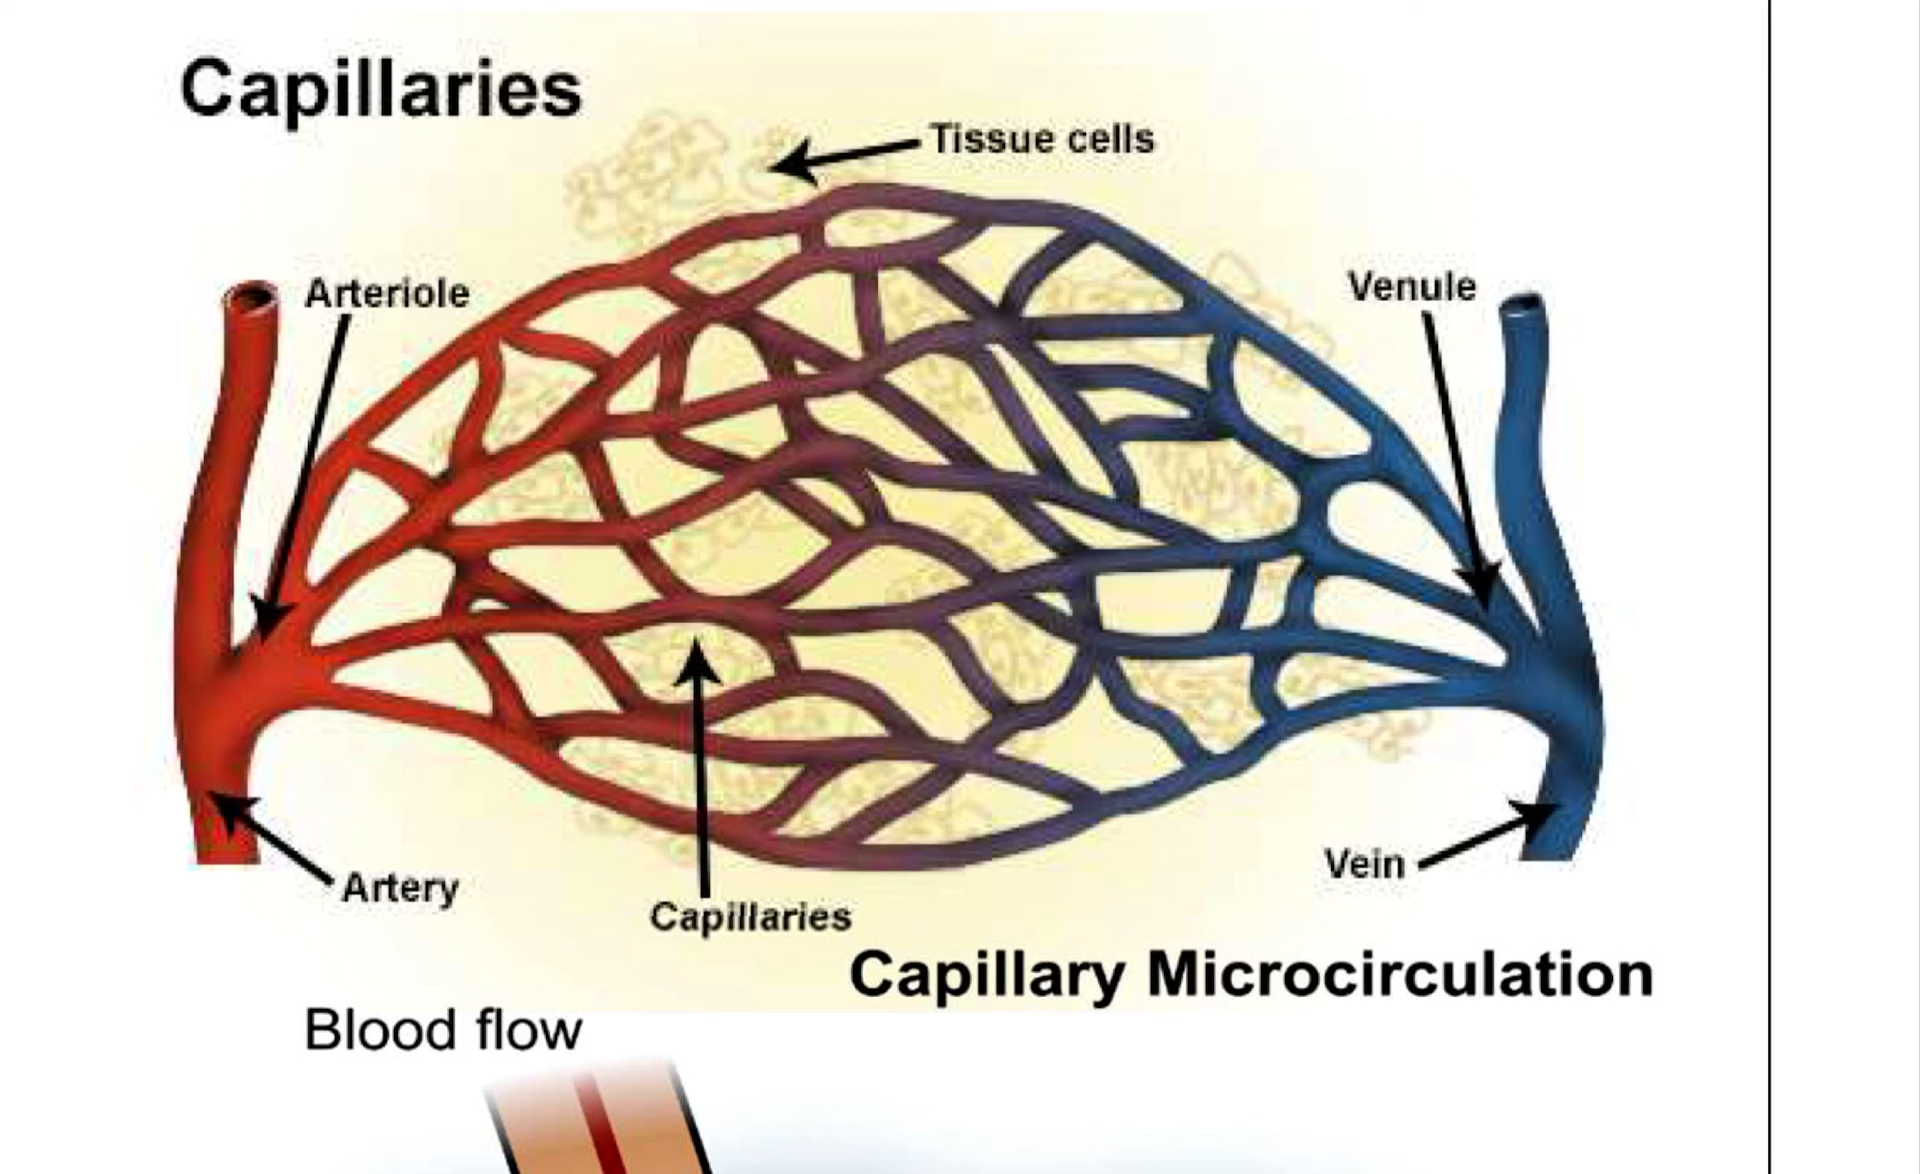 Capillaries
Tissue cells
Arteriole
Venule
Artery
Vein
Capillaries
Capillary Microcirculation
Blood flow